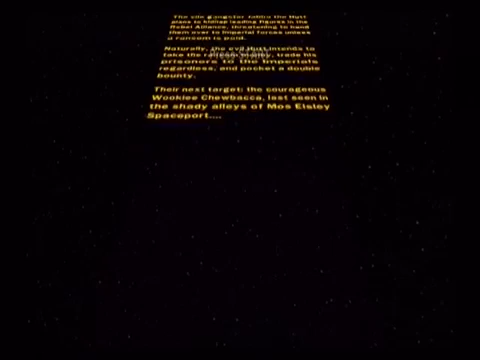 The vile gangster Jabba the Hutt
plans to kidnap leading figures in the
Rebel Alliance, threatening to hand
them over to Imperial forces unless
a ransom is paid.
Naturally, the evil Hutt intends to
take the ransom money, trade his
prisoners to the Imperials
regardless, and pocket a double
bounty.
Their next target: the courageous
Wookiee Chewbacca, last seen in
the shady alleys of Mos Eisley
Spaceport....